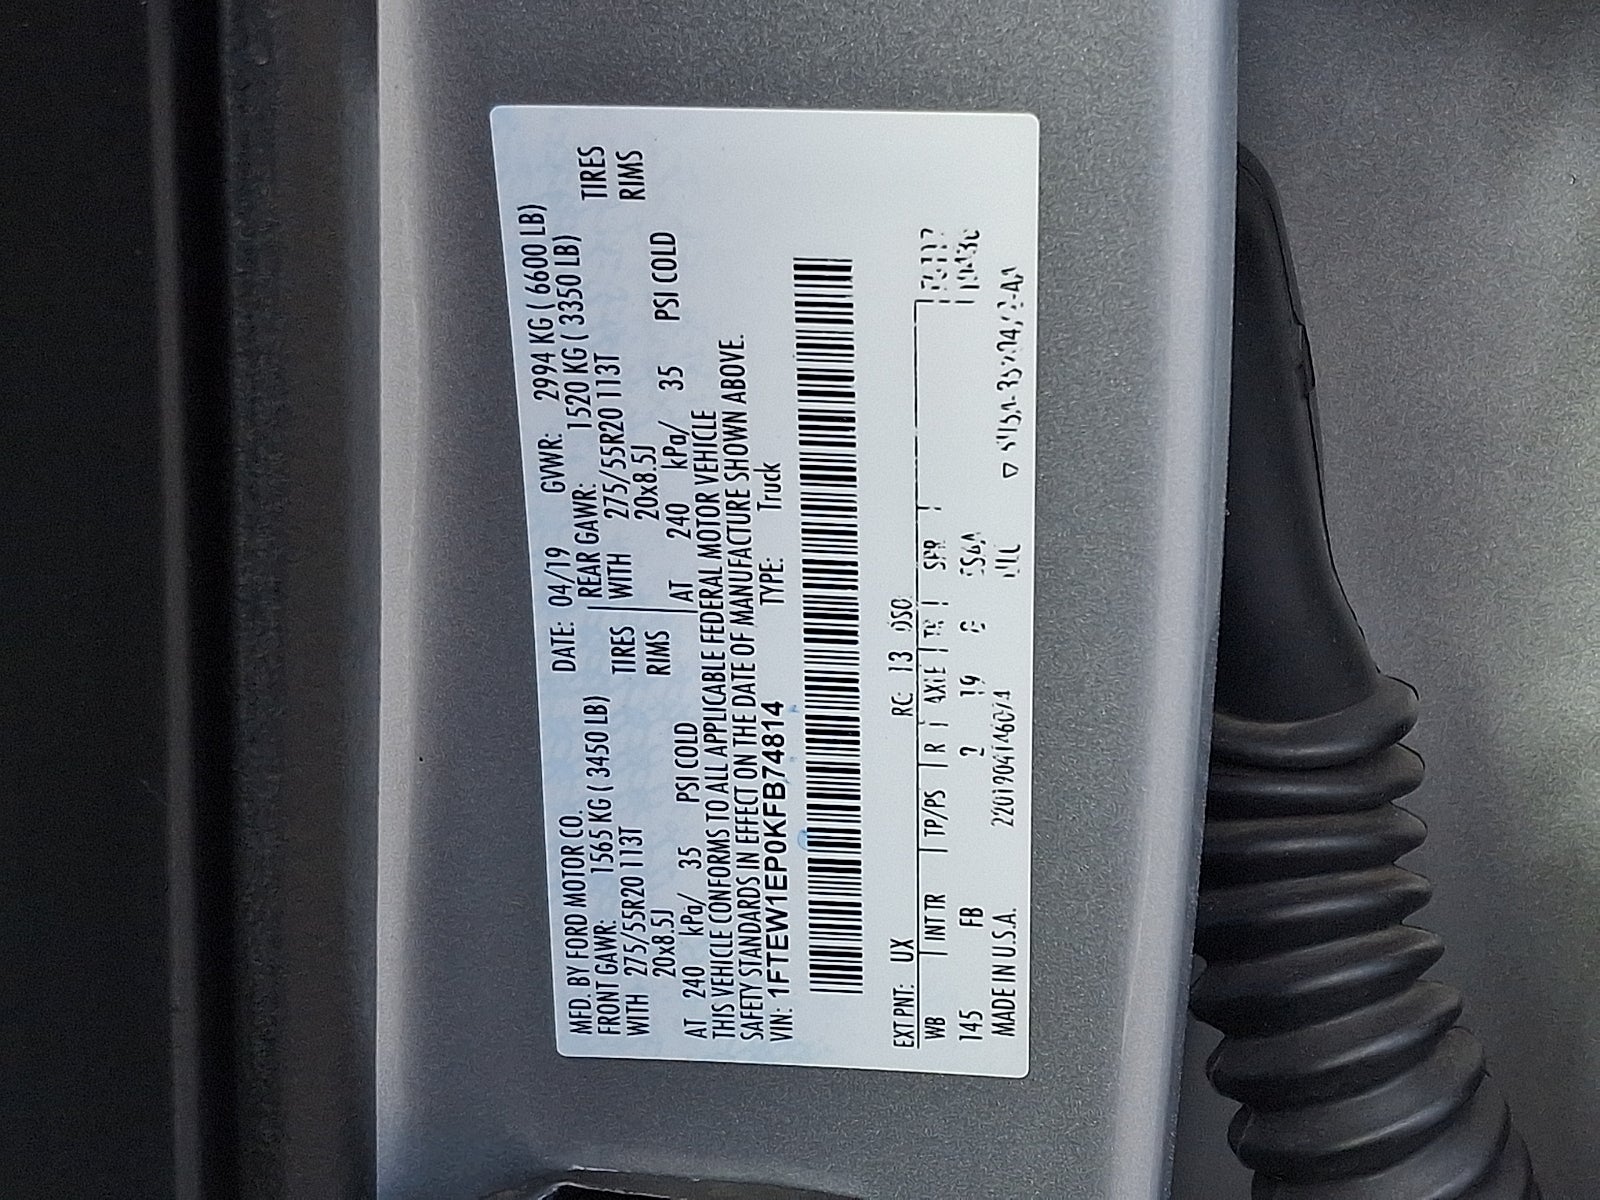 MFD. BY FORD MOTOR CO. DATE: 04/19 GVWR: 2994 KG ( 6600 LB)
FRONT GAWR: 1565 KG ( 3450 LB) REAR GAWR: 1520 KG ( 3350 LB)
WITH 275/55R20 113T TIRES WITH 275/55R20 113T TIRES
20x8.5J RIMS 20x8.5J RIMS
AT 240 kPa/ 35 PSI COLD AT 240 kPa/ 35 PSI COLD
THIS VEHICLE CONFORMS TO ALL APPLICABLE FEDERAL MOTOR VEHICLE
SAFETY STANDARDS IN EFFECT ON THE DATE OF MANUFACTURE SHOWN ABOVE.
VIN: 1FTEW1EP0KFB74814 TYPE: Truck
EXT PNT: UX RC: 13 DSO:
WB INT TR TP/PS R AXLE TR SPR
145 FB 2 19
MADE IN U.S.A.